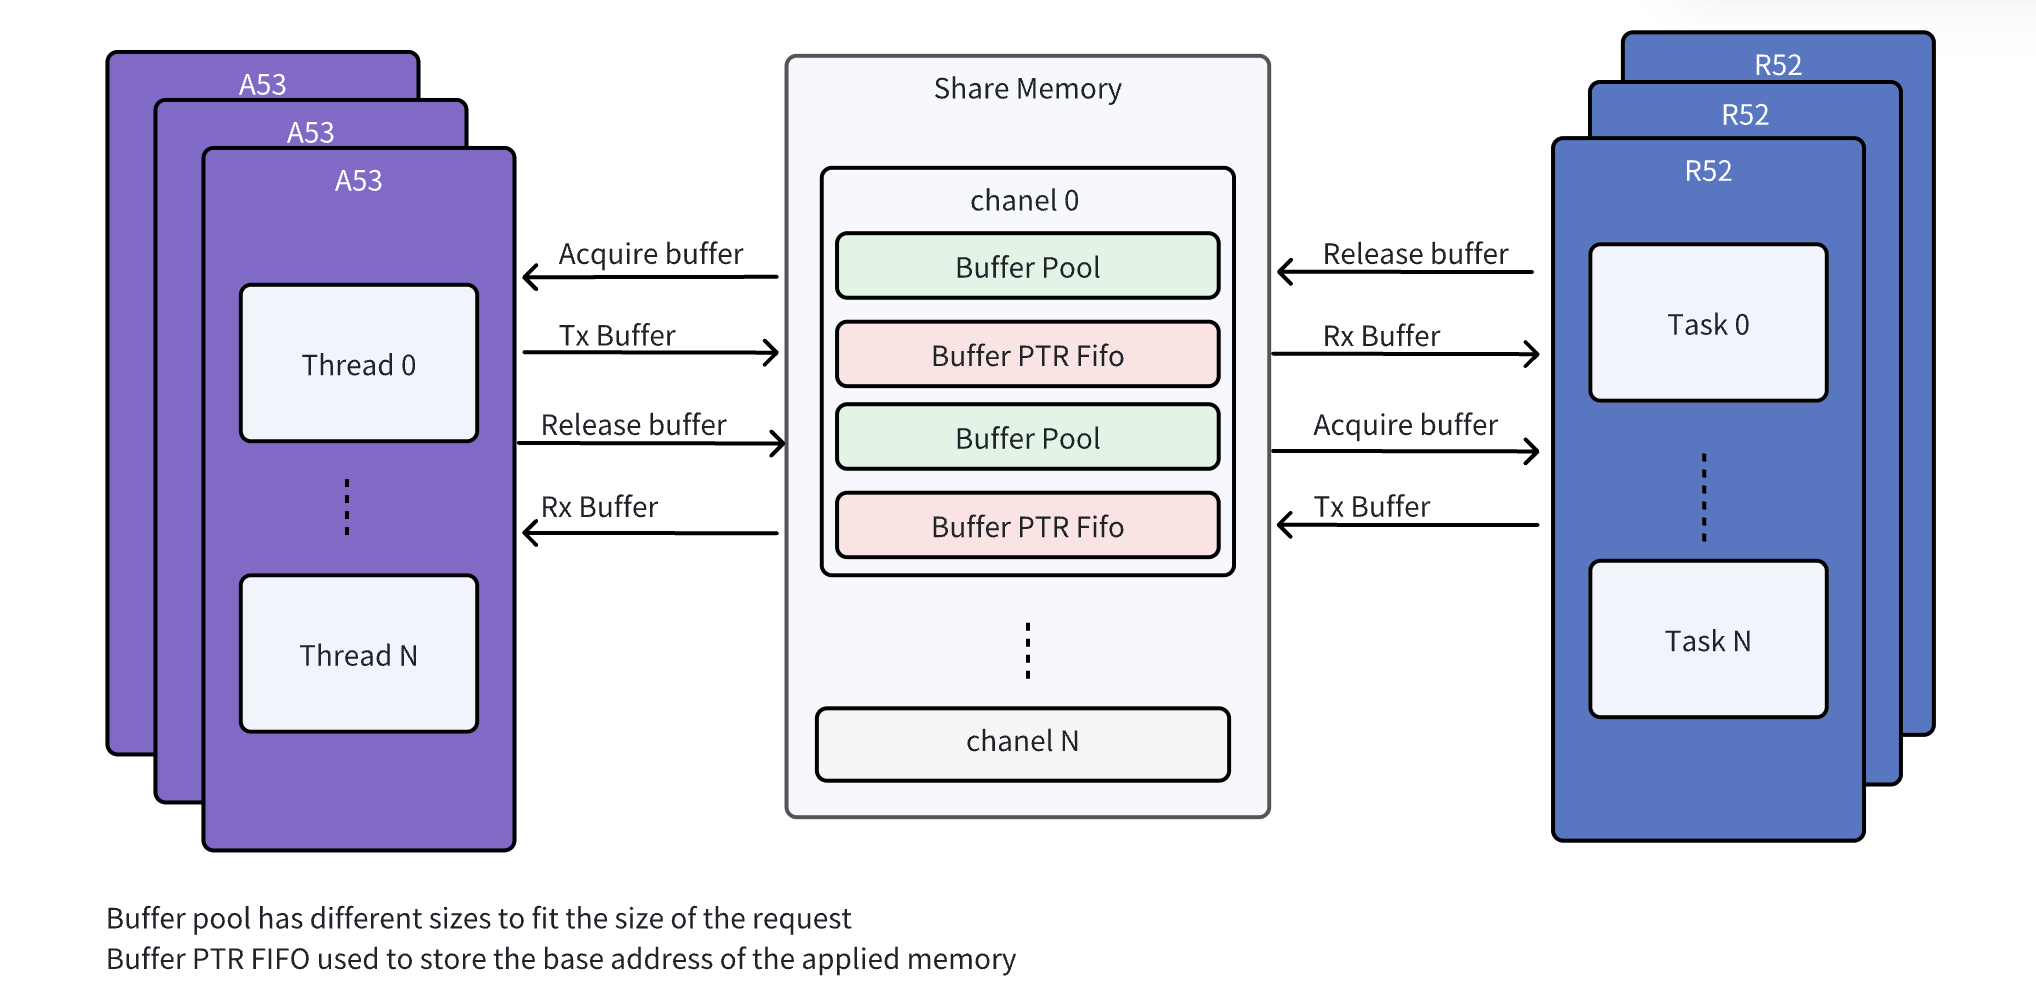 A53
A53
A53
Thread 0
Thread N
Acquire buffer
Tx Buffer
Release buffer
Rx Buffer
Share Memory
chanel 0
Buffer Pool
Buffer PTR Fifo
Buffer Pool
Buffer PTR Fifo
chanel N
Release buffer
Rx Buffer
Acquire buffer
Tx Buffer
R52
R52
R52
Task 0
Task N
Buffer pool has different sizes to fit the size of the request
Buffer PTR FIFO used to store the base address of the applied memory